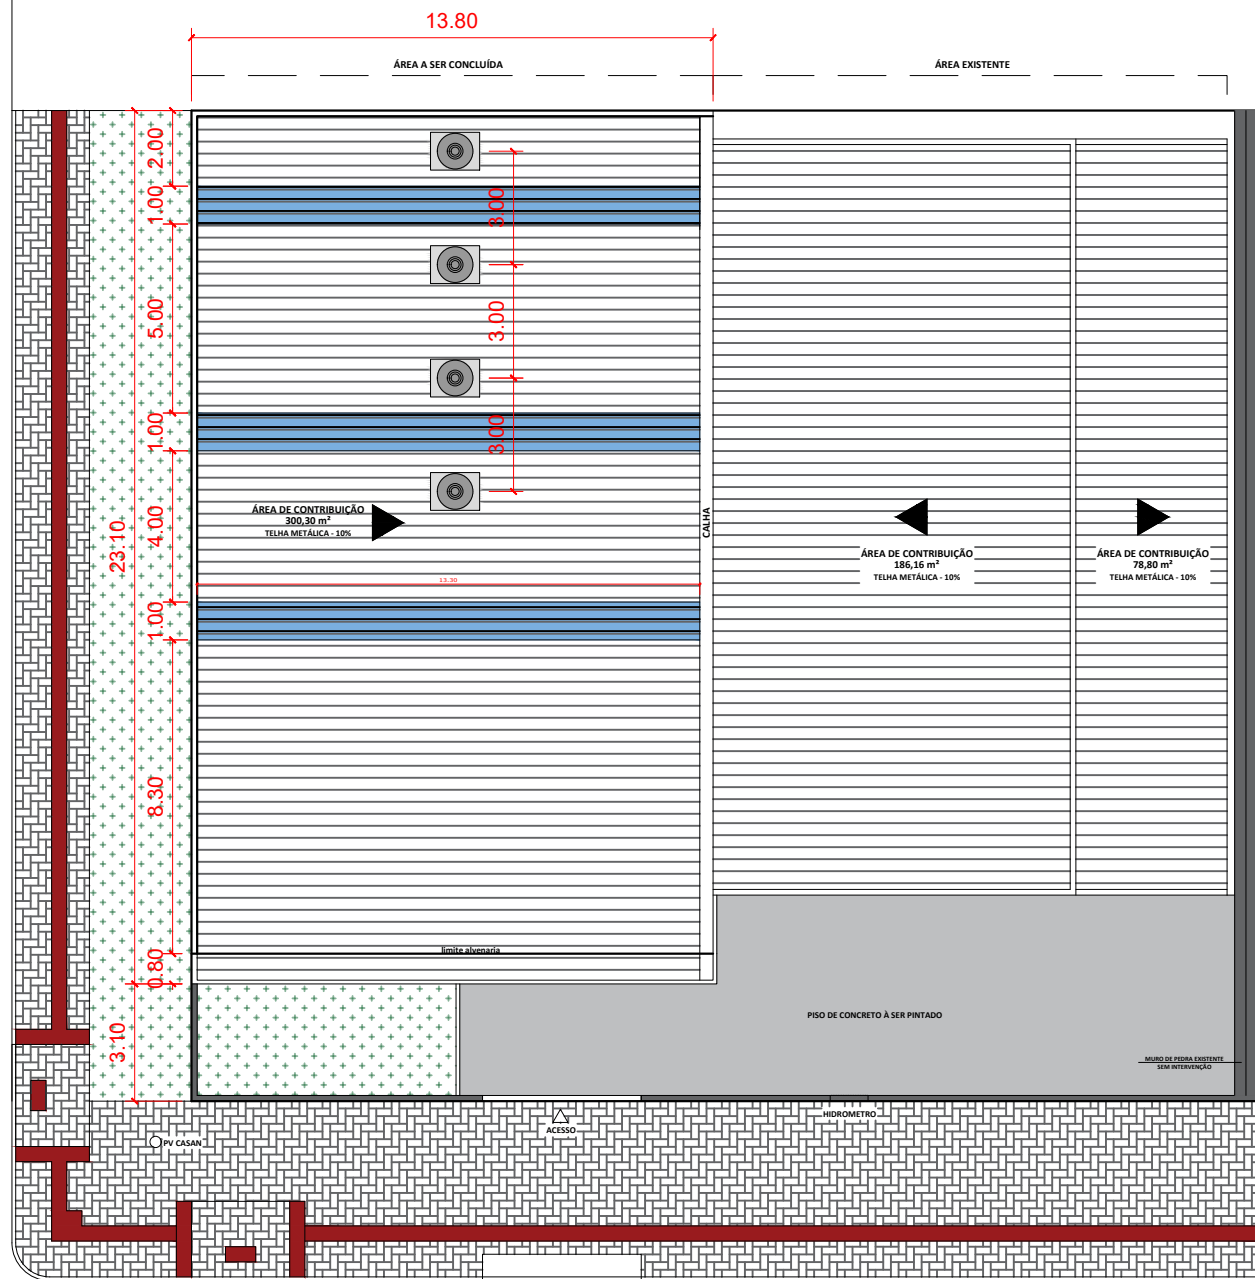 13.80
ÁREA A SER CONCLUÍDA
ÁREA EXISTENTE
2.00
1.00
3.00
5.00
3.00
1.00
3.00
4.00
23.10
ÁREA DE CONTRIBUIÇÃO
300,30 m²
TELHA METÁLICA - 10%
CALHA
ÁREA DE CONTRIBUIÇÃO
186,16 m²
TELHA METÁLICA - 10%
ÁREA DE CONTRIBUIÇÃO
78,80 m²
TELHA METÁLICA - 10%
13.30
1.00
8.30
limite alvenaria
0.80
3.10
PISO DE CONCRETO À SER PINTADO
MURO DE PEDRA EXISTENTE
SEM INTERVENÇÃO
HIDROMETRO
ACESSO
PV CASAN